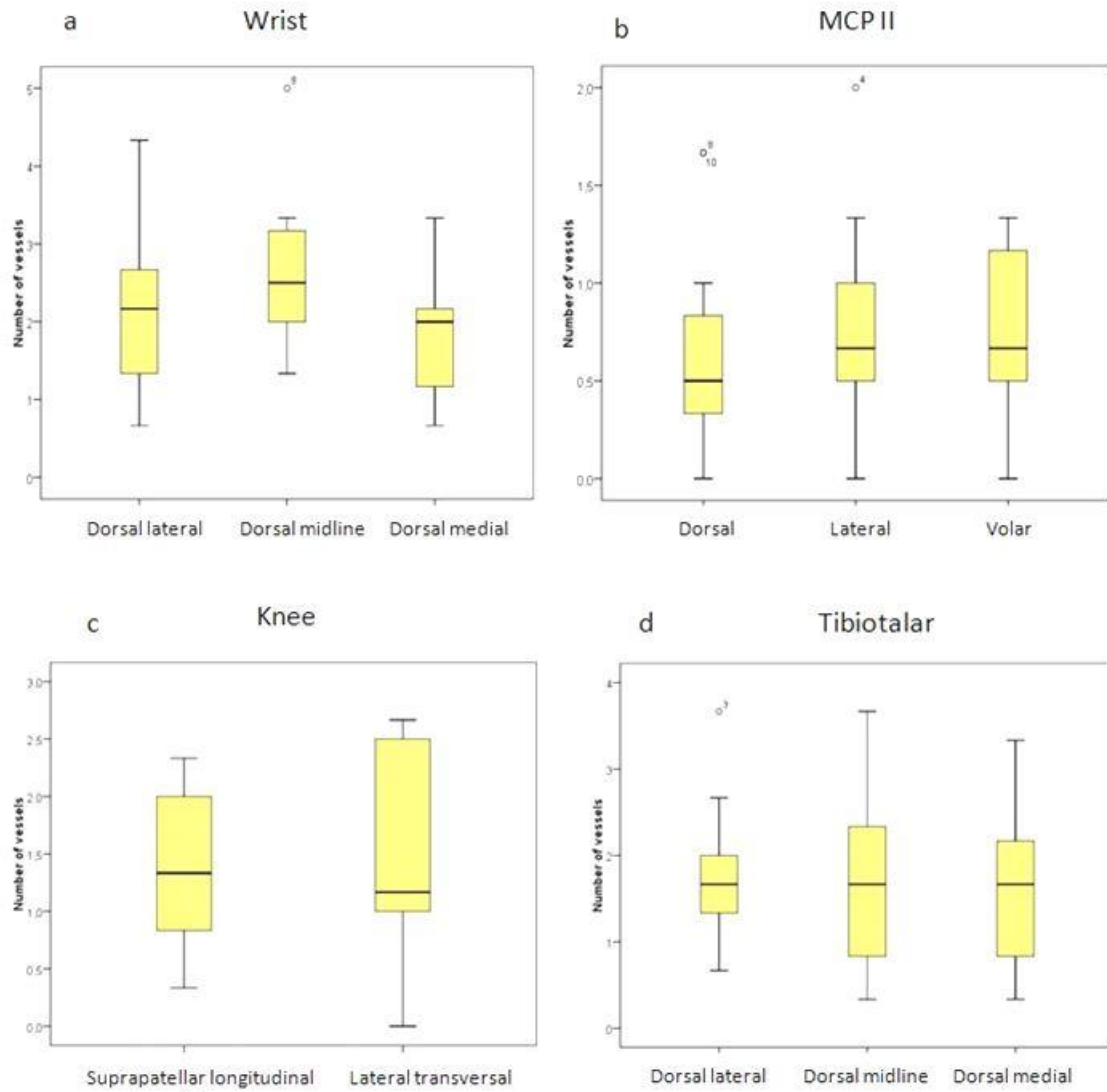 a
Wrist
Number of vessels
5
4
3
2
1
0
Dorsal lateral
Dorsal midline
Dorsal medial
b
MCP II
Number of vessels
2.0
1.5
1.0
0.5
0.0
4
10
Dorsal
Lateral
Volar
c
Knee
Number of vessels
3.0
2.5
2.0
1.5
1.0
0.5
0.0
Suprapatellar longitudinal
Lateral transversal
d
Tibiotalar
Number of vessels
4
3
2
1
0
Dorsal lateral
Dorsal midline
Dorsal medial